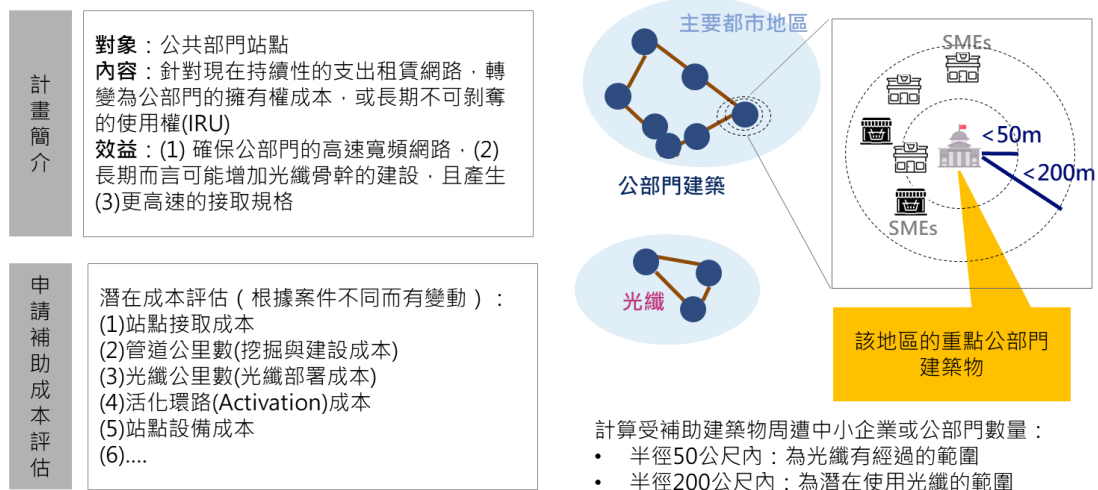 計畫簡介
對象：公共部門站點
內容：針對現在持續性的支出租賃網路，轉
變為公部門的擁有權成本，或長期不可剝奪
的使用權(IRU)
效益：(1) 確保公部門的高速寬頻網路，(2)
長期而言可能增加光纖骨幹的建設，且產生
(3)更高速的接取規格
申請補助成本評估
潛在成本評估（根據案件不同而有變動）：
(1)站點接取成本
(2)管道公里數(挖掘與建設成本)
(3)光纖公里數(光纖部署成本)
(4)活化環路(Activation)成本
(5)站點設備成本
(6)....
主要都市地區
公部門建築
光纖
SMEs
<50m
<200m
SMEs
該地區的重點公部門
建築物
計算受補助建築物周遭中小企業或公部門數量：
• 半徑50公尺內：為光纖有經過的範圍
• 半徑200公尺內：為潛在使用光纖的範圍